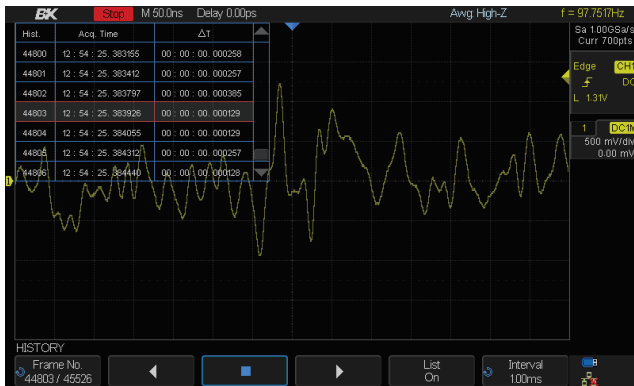 BK Stop M 50.0ns Delay 0.00ps Awg: High-Z f = 97.7517Hz
Hist. Acq. Time ΔT
44800 12 : 54 : 25. 383155 00 : 00 : 00. 000258
44801 12 : 54 : 25. 383412 00 : 00 : 00. 000257
44802 12 : 54 : 25. 383797 00 : 00 : 00. 000385
44803 12 : 54 : 25. 383926 00 : 00 : 00. 000129
44804 12 : 54 : 25. 384055 00 : 00 : 00. 000129
44805 12 : 54 : 25. 384312 00 : 00 : 00. 000257
44806 12 : 54 : 25. 384440 00 : 00 : 00. 000128
Sa 1.00GSa/s
Curr 700pts
Edge CH1
DC
L 1.31V
1 DC1M
500 mV/div
0.00 mV
1
HISTORY
Frame No.
44803 / 45526
List
On
Interval
1.00ms